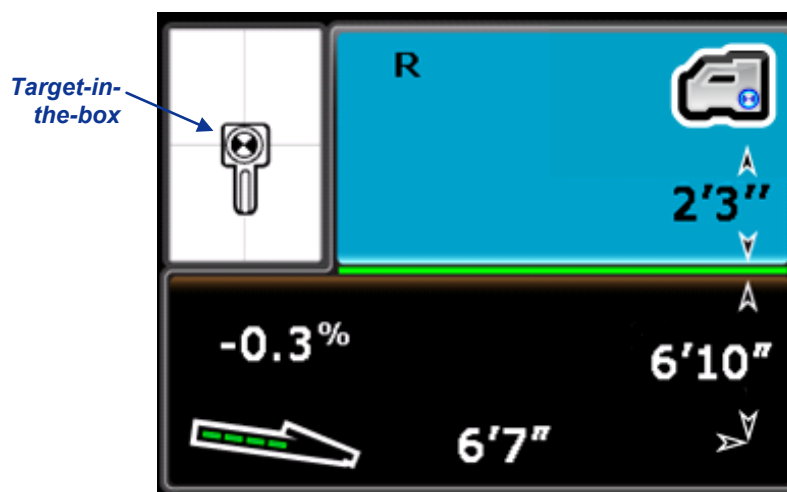 Target-in-
the-box
R
2'3"
-0.3%
6'10"
6'7"